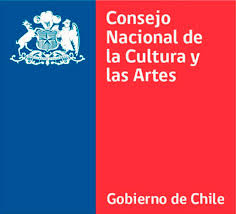 Consejo
Nacional de
la Cultura y
las Artes
Gobierno de Chile